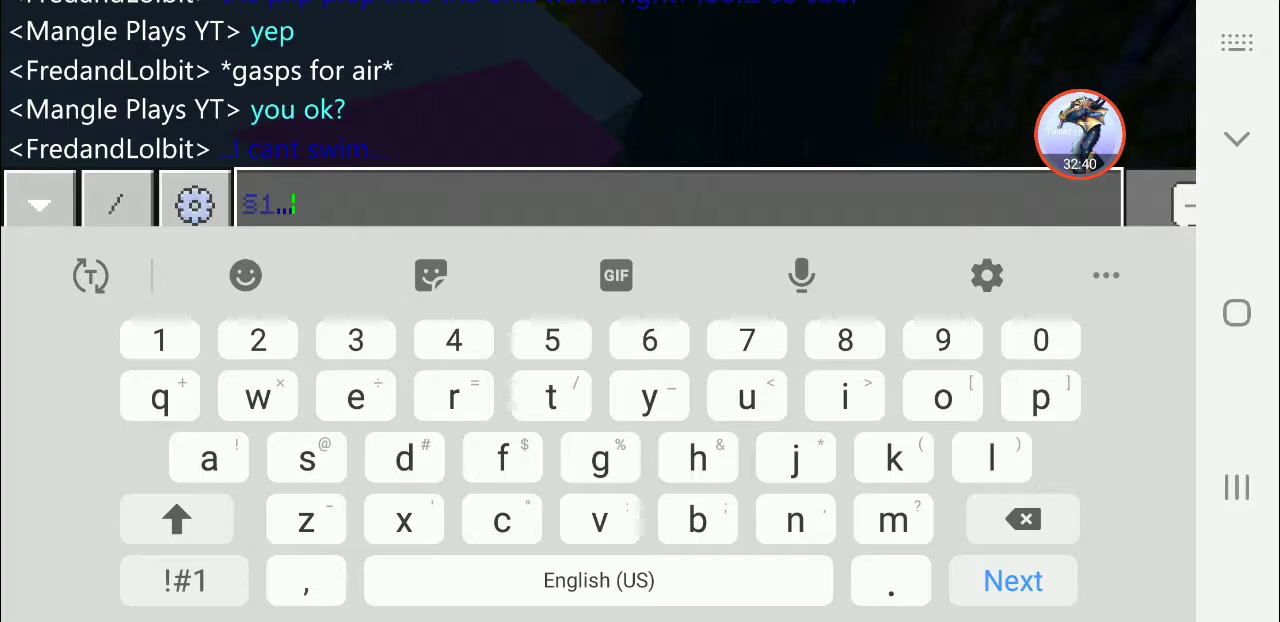 <Mangle Plays YT> yep
<FredandLolbit> *gasps for air*
<Mangle Plays YT> you ok?
<FredandLolbit> ..i cant swim...
/ §1...
32:40
T GIF
1 2 3 4 5 6 7 8 9 0
q + w × e ÷ r = t / y _ u < i > o [ p ]
a ! s @ d # f $ g % h & j * k ( l )
z - x ' c " v : b ; n , m ?
!#1 , English (US) . Next